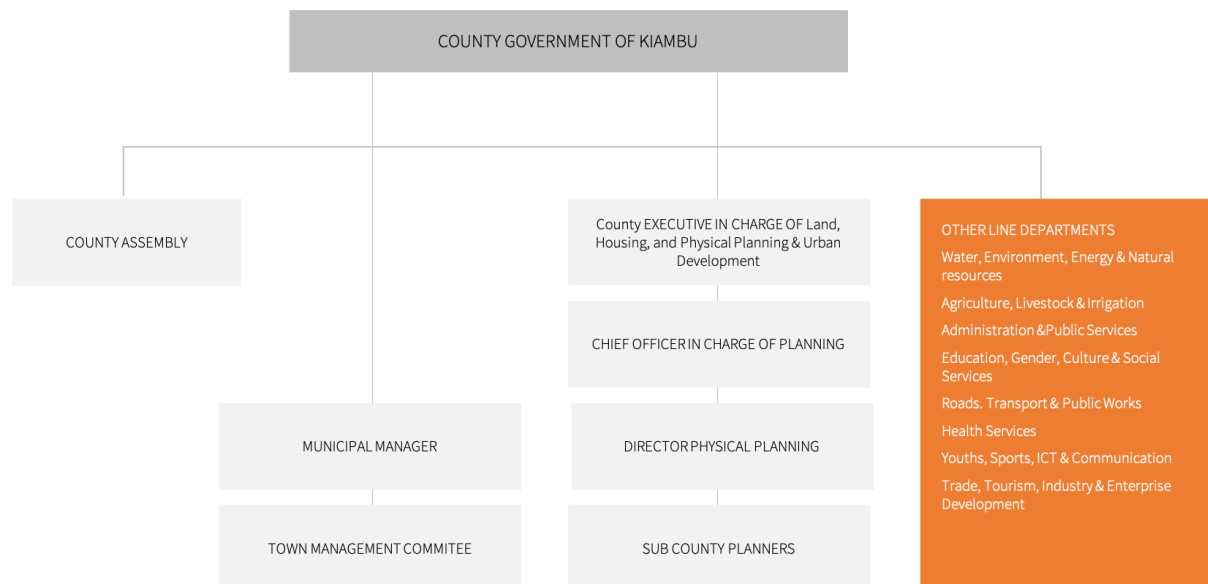 COUNTY GOVERNMENT OF KIAMBU
COUNTY ASSEMBLY
County EXECUTIVE IN CHARGE OF Land,
Housing, and Physical Planning & Urban
Development
CHIEF OFFICER IN CHARGE OF PLANNING
MUNICIPAL MANAGER
DIRECTOR PHYSICAL PLANNING
TOWN MANAGEMENT COMMITEE
SUB COUNTY PLANNERS
OTHER LINE DEPARTMENTS
Water, Environment, Energy & Natural
resources
Agriculture, Livestock & Irrigation
Administration &Public Services
Education, Gender, Culture & Social
Services
Roads. Transport & Public Works
Health Services
Youths, Sports, ICT & Communication
Trade, Tourism, Industry & Enterprise
Development